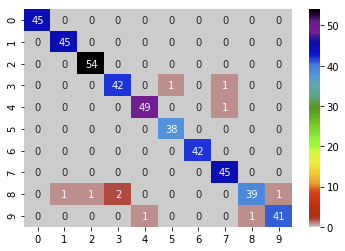 0 45 0 0 0 0 0 0 0 0 0
1 0 45 0 0 0 0 0 0 0 0
2 0 0 54 0 0 0 0 0 0 0
3 0 0 0 42 0 1 0 1 0 0
4 0 0 0 0 49 0 0 1 0 0
5 0 0 0 0 0 38 0 0 0 0
6 0 0 0 0 0 0 42 0 0 0
7 0 0 0 0 0 0 0 45 0 0
8 0 1 1 2 0 0 0 0 39 1
9 0 0 0 0 1 0 0 0 1 41
0 1 2 3 4 5 6 7 8 9
50
40
30
20
10
0